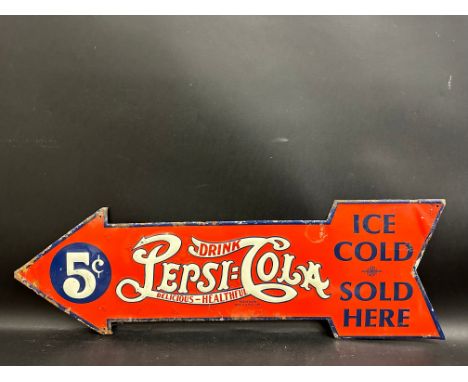 5¢
DRINK
PEPSI=COLA
DELICIOUS-HEALTHFUL
ICE
COLD
SOLD
HERE